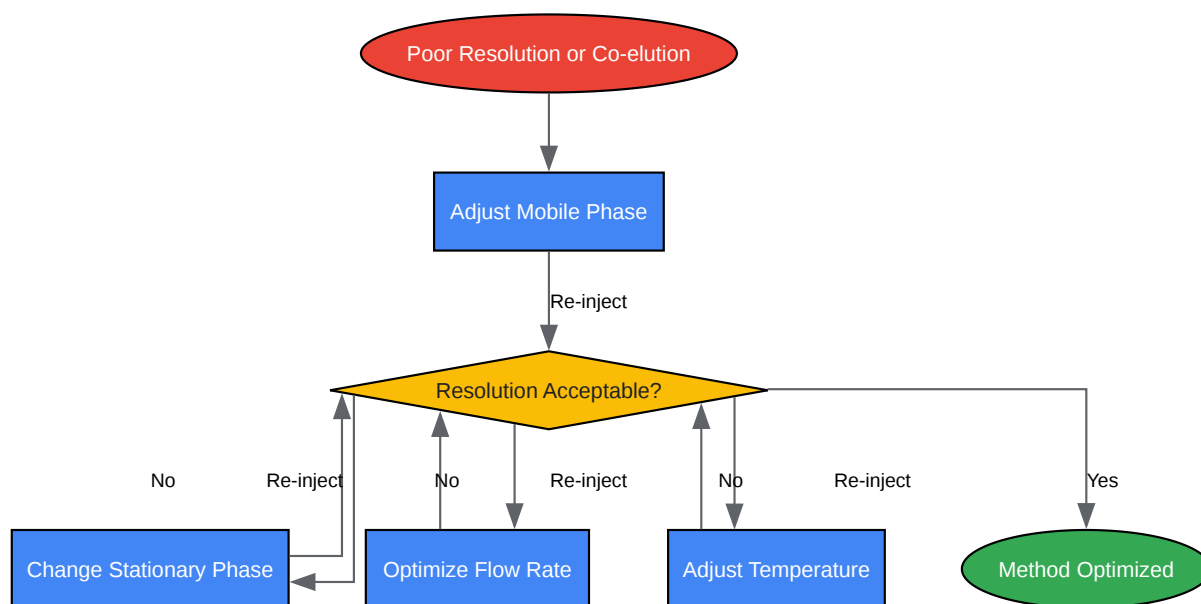 Poor Resolution or Co-elution
Adjust Mobile Phase
Re-inject
Resolution Acceptable?
No
Re-inject
No
Re-inject
No
Re-inject
Yes
Change Stationary Phase
Optimize Flow Rate
Adjust Temperature
Method Optimized